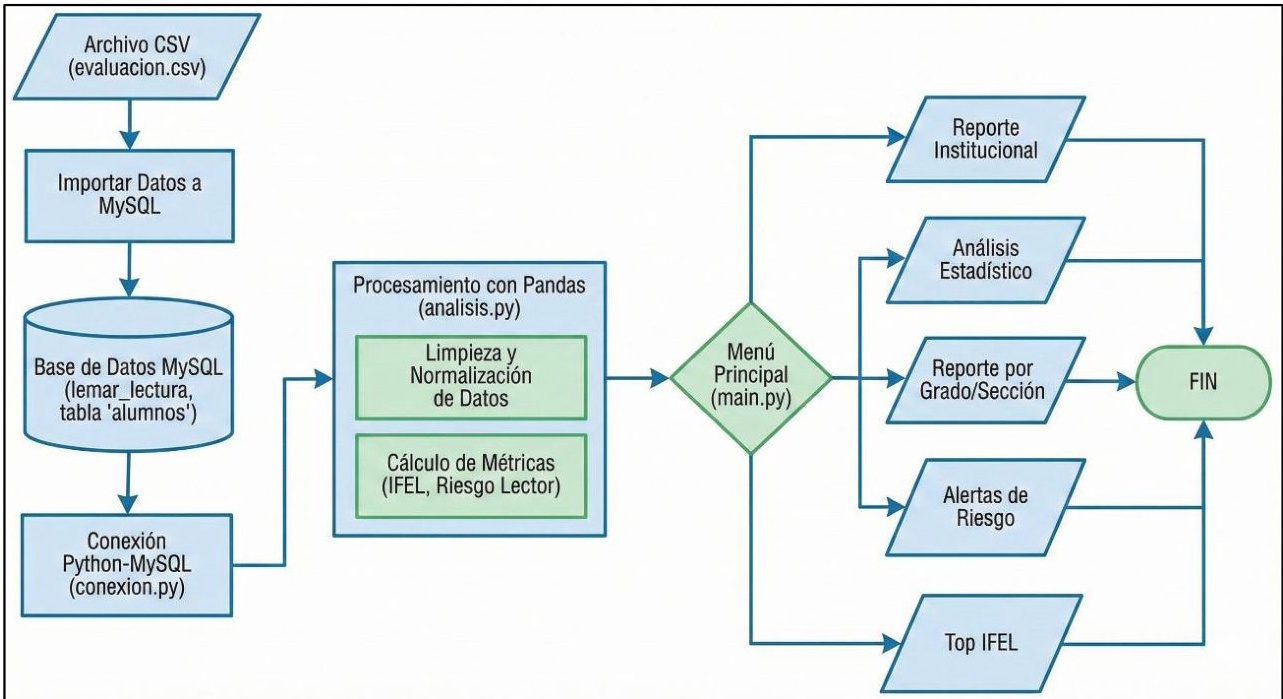 Archivo CSV
(evaluacion.csv)
Importar Datos a
MySQL
Base de Datos MySQL
(lemar_lectura,
tabla 'alumnos')
Conexión
Python-MySQL
(conexion.py)
Procesamiento con Pandas
(analisis.py)
Limpieza y
Normalización
de Datos
Cálculo de Métricas
(IFEL, Riesgo Lector)
Menú
Principal
(main.py)
Reporte
Institucional
Análisis
Estadístico
Reporte por
Grado/Sección
Alertas de
Riesgo
Top IFEL
FIN